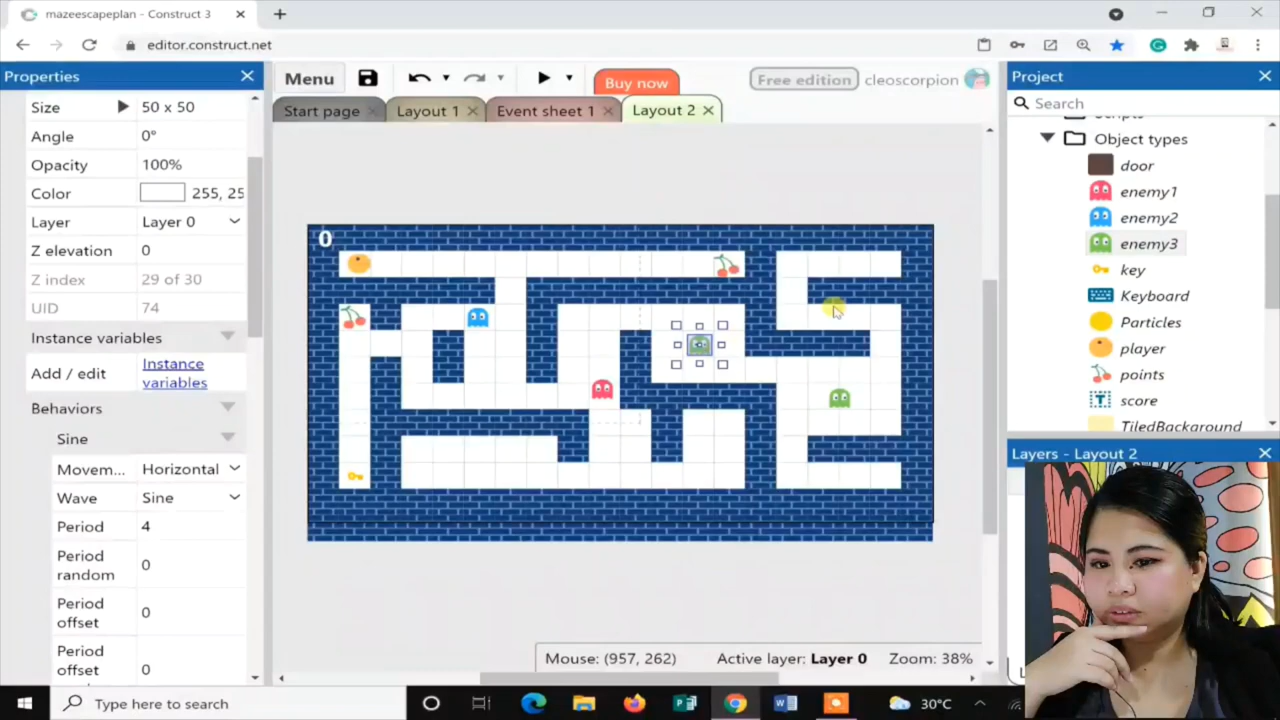 mazeescapeplan - Construct 3
editor.construct.net
Properties
Menu
Buy now
Free edition
cleoscorpion
Project
Start page
Layout 1
Event sheet 1
Layout 2
Search
Size
50 x 50
Angle
0°
Opacity
100%
Color
255, 25
Layer
Layer 0
Z elevation
0
Z index
29 of 30
UID
74
Instance variables
Add / edit
Instance
variables
Behaviors
Sine
Movem...
Horizontal
Wave
Sine
Period
4
Period
random
0
Period
offset
0
Period
offset
0
0
Scripts
Object types
door
enemy1
enemy2
enemy3
key
Keyboard
Particles
player
points
score
TiledBackground
Layers - Layout 2
Mouse: (957, 262)
Active layer: Layer 0
Zoom: 38%
Type here to search
30°C